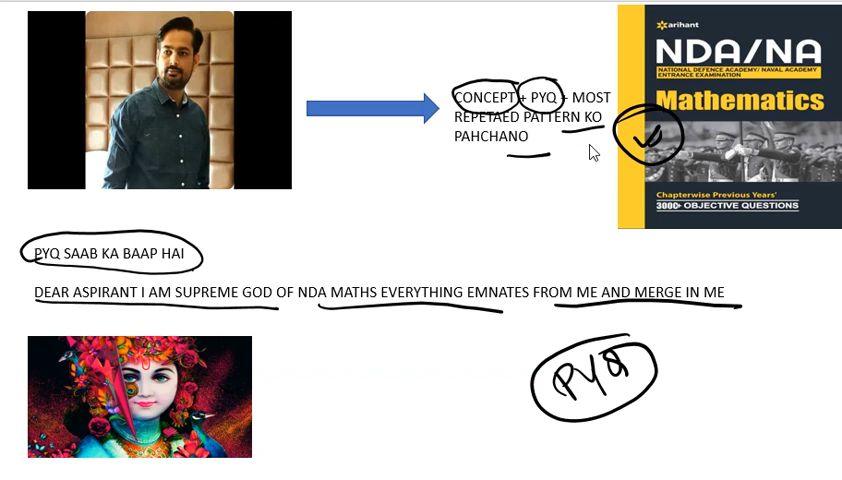 CONCEPT + PYQ + MOST
REPETAED PATTERN KO
PAHCHANO
arihant
NDA/NA
NATIONAL DEFENCE ACADEMY/ NAVAL ACADEMY
ENTRANCE EXAMINATION
Mathematics
Chapterwise Previous Years'
3000+ OBJECTIVE QUESTIONS
PYQ SAAB KA BAAP HAI
DEAR ASPIRANT I AM SUPREME GOD OF NDA MATHS EVERYTHING EMNATES FROM ME AND MERGE IN ME
PYQ